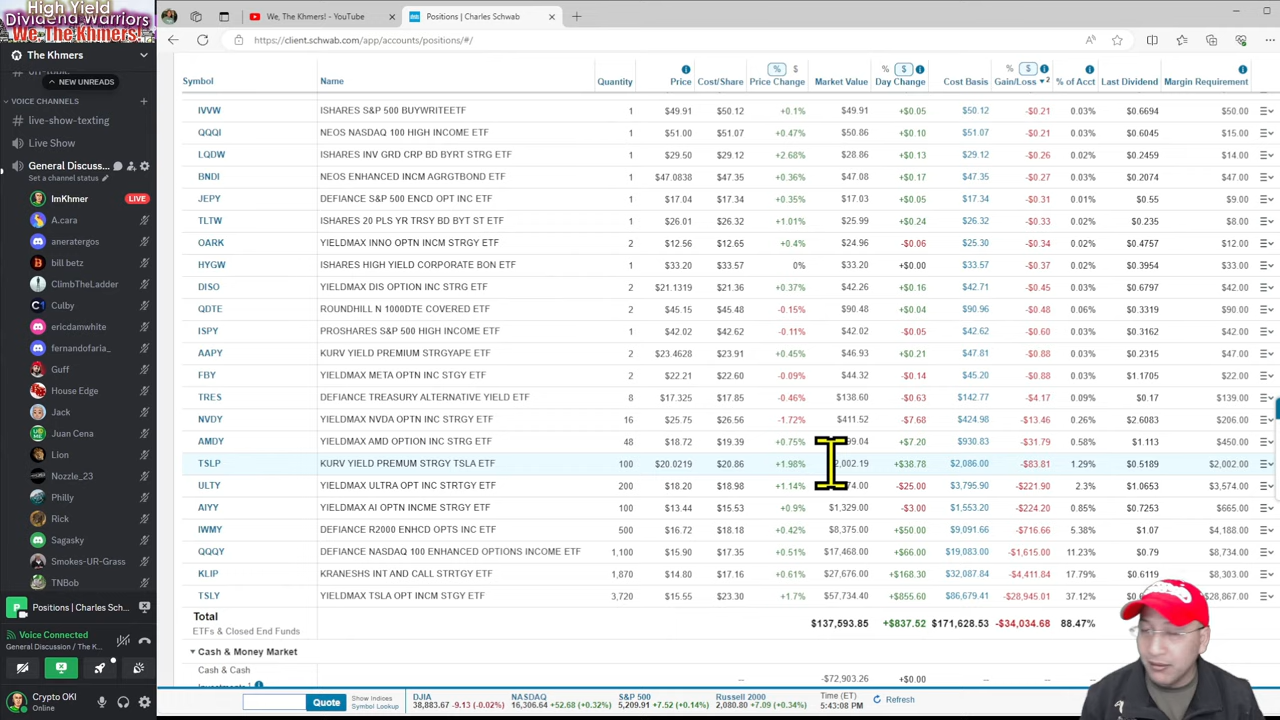 High Yield
Dividend Warriors
We The Khmers!
We, The Khmers! - YouTube
Positions | Charles Schwab
https://client.schwab.com/app/accounts/positions/#/
The Khmers
NEW UNREADS
VOICE CHANNELS
live-show-texting
Live Show
General Discuss...
Set a channel status
ImKhmer LIVE
A.cara
aneratergos
bill betz
ClimbTheLadder
Culby
ericdamwhite
fernandofaria_
Guff
House Edge
Jack
Juan Cena
Lion
Nozzle_23
Philly
Rick
Sagasky
Smokes-UR-Grass
TNBob
Positions | Charles Sch...
Voice Connected
General Discussion / The K...
Crypto OKI
Online
Symbol Name Quantity Price Cost/Share % $ Price Change Market Value % $ Day Change Cost Basis % $ Gain/Loss ▼2 % of Acct Last Dividend Margin Requirement
IVVW ISHARES S&P 500 BUYWRITEETF 1 $49.91 $50.12 +0.1% $49.91 +$0.05 $50.12 -$0.21 0.03% $0.6694 $50.00
QQQI NEOS NASDAQ 100 HIGH INCOME ETF 1 $51.00 $51.07 +0.47% $50.86 +$0.10 $51.07 -$0.21 0.03% $0.6045 $15.00
LQDW ISHARES INV GRD CRP BD BYRT STRG ETF 1 $29.50 $29.12 +2.68% $28.86 +$0.11 $29.12 -$0.26 0.02% $0.2459 $14.00
BNDI NEOS ENHANCED INCM AGRGTBOND ETF 1 $47.0838 $47.35 +0.36% $47.08 +$0.17 $47.35 -$0.27 0.03% $0.2074 $47.00
JEPY DEFIANCE S&P 500 ENCD OPT INC ETF 1 $17.04 $17.34 +0.35% $17.03 +$0.05 $17.34 -$0.31 0.01% $0.55 $9.00
TLTW ISHARES 20 PLS YR TRSY BD BYT ST ETF 1 $26.01 $26.32 +1.01% $25.99 +$0.24 $26.32 -$0.33 0.02% $0.235 $8.00
OARK YIELDMAX INNO OPTN INCM STRGY ETF 2 $12.56 $12.65 +0.4% $24.96 -$0.06 $25.30 -$0.34 0.02% $0.4757 $12.00
HYGW ISHARES HIGH YIELD CORPORATE BON ETF 1 $33.20 $33.57 0% $33.20 +$0.00 $33.57 -$0.37 0.02% $0.3954 $33.00
DISO YIELDMAX DIS OPTION INC STRG ETF 2 $21.1319 $21.36 +0.37% $42.26 +$0.16 $42.71 -$0.45 0.03% $0.6797 $42.00
QDTE ROUNDHILL N 1000DTE COVERED ETF 2 $45.15 $45.48 -0.15% $90.48 +$0.04 $90.96 -$0.48 0.06% $0.3319 $90.00
ISPY PROSHARES S&P 500 HIGH INCOME ETF 1 $42.02 $42.62 -0.11% $42.02 -$0.05 $42.62 -$0.60 0.03% $0.3162 $42.00
AAPY KURV YIELD PREMIUM STRGYAPE ETF 2 $23.4628 $23.91 +0.45% $46.93 +$0.21 $47.81 -$0.88 0.03% $0.2315 $47.00
FBY YIELDMAX META OPTN INC STGY ETF 2 $22.21 $22.60 -0.09% $44.32 -$0.14 $45.20 -$0.88 0.03% $1.1705 $22.00
TRES DEFIANCE TREASURY ALTERNATIVE YIELD ETF 8 $17.325 $17.85 -0.46% $138.60 -$0.63 $142.77 -$4.17 0.09% $0.17 $139.00
NVDY YIELDMAX NVDA OPTN INC STRGY ETF 16 $25.75 $26.56 -1.72% $411.52 -$7.68 $424.98 -$13.46 0.26% $2.6083 $206.00
AMDY YIELDMAX AMD OPTION INC STRG ETF 48 $18.72 $19.39 +0.75% 99.04 +$7.20 $930.83 -$31.79 0.58% $1.113 $450.00
TSLP KURV YIELD PREMUM STRGY TSLA ETF 100 $20.0219 $20.86 +1.98% 2,002.19 +$38.78 $2,086.00 -$83.81 1.29% $0.5189 $2,002.00
ULTY YIELDMAX ULTRA OPT INC STRTGY ETF 200 $18.20 $18.98 +1.14% 74.00 -$25.00 $3,795.90 -$221.90 2.3% $1.0653 $3,574.00
AIYY YIELDMAX AI OPTN INCME STRGY ETF 100 $13.44 $15.53 +0.9% $1,329.00 -$3.00 $1,553.20 -$224.20 0.85% $0.7253 $665.00
IWMY DEFIANCE R2000 ENHCD OPTS INC ETF 500 $16.72 $18.18 +0.42% $8,375.00 +$50.00 $9,091.66 -$716.66 5.38% $1.07 $4,188.00
QQQY DEFIANCE NASDAQ 100 ENHANCED OPTIONS INCOME ETF 1,100 $15.90 $17.35 +0.51% $17,468.00 +$66.00 $19,083.00 -$1,615.00 11.23% $0.79 $8,734.00
KLIP KRANESHS INT AND CALL STRTGY ETF 1,870 $14.80 $17.16 +0.61% $27,676.00 +$168.30 $32,087.84 -$4,411.84 17.79% $0.6119 $8,303.00
TSLY YIELDMAX TSLA OPT INCM STGY ETF 3,720 $15.55 $23.30 +1.7% $57,734.40 +$855.60 $86,679.41 -$28,945.01 37.12% $28,867.00
Total
ETFs & Closed End Funds $137,593.85 +$837.52 $171,628.53 -$34,034.68 88.47%
Cash & Money Market
Cash & Cash
Investments -$72,903.26 +$0.00
Quote
Show Indices
Symbol Lookup
DJIA
38,883.67 -9.13 (-0.02%)
NASDAQ
16,306.64 +52.68 (+0.32%)
S&P 500
5,209.91 +7.52 (+0.14%)
Russell 2000
2,080.80 +7.09 (+0.34%)
Time (ET)
5:43:08 PM
Refresh